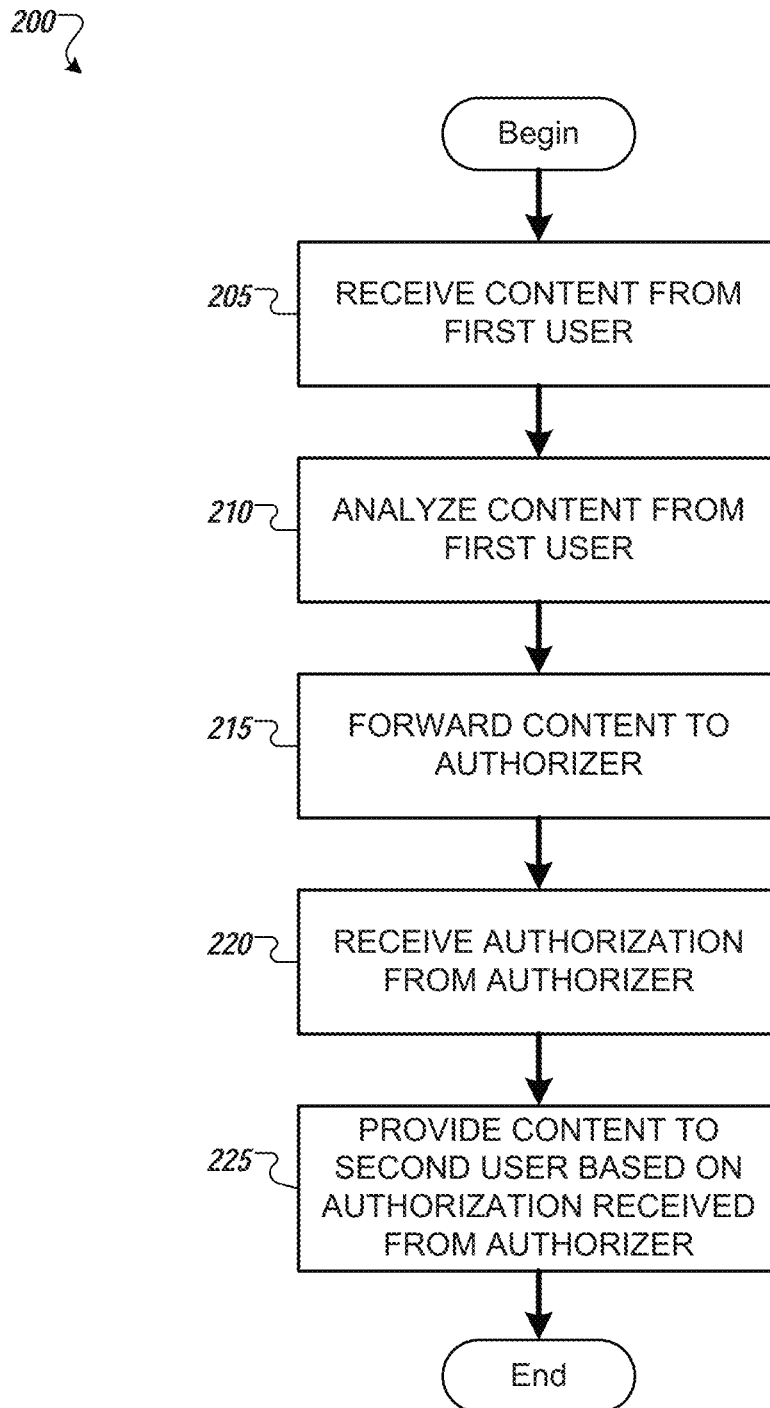 200
Begin
205
RECEIVE CONTENT FROM
FIRST USER
210
ANALYZE CONTENT FROM
FIRST USER
215
FORWARD CONTENT TO
AUTHORIZER
220
RECEIVE AUTHORIZATION
FROM AUTHORIZER
225
PROVIDE CONTENT TO
SECOND USER BASED ON
AUTHORIZATION RECEIVED
FROM AUTHORIZER
End